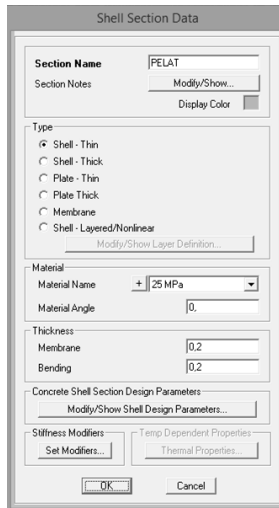 Shell Section Data
Section Name PELAT
Section Notes Modify/Show...
Display Color
Type
Shell - Thin
Shell - Thick
Plate - Thin
Plate Thick
Membrane
Shell - Layered/Nonlinear
Modify/Show Layer Definition...
Material
Material Name + 25 MPa
Material Angle 0,
Thickness
Membrane 0,2
Bending 0,2
Concrete Shell Section Design Parameters
Modify/Show Shell Design Parameters...
Stiffness Modifiers Temp Dependent Properties
Set Modifiers... Thermal Properties...
OK Cancel